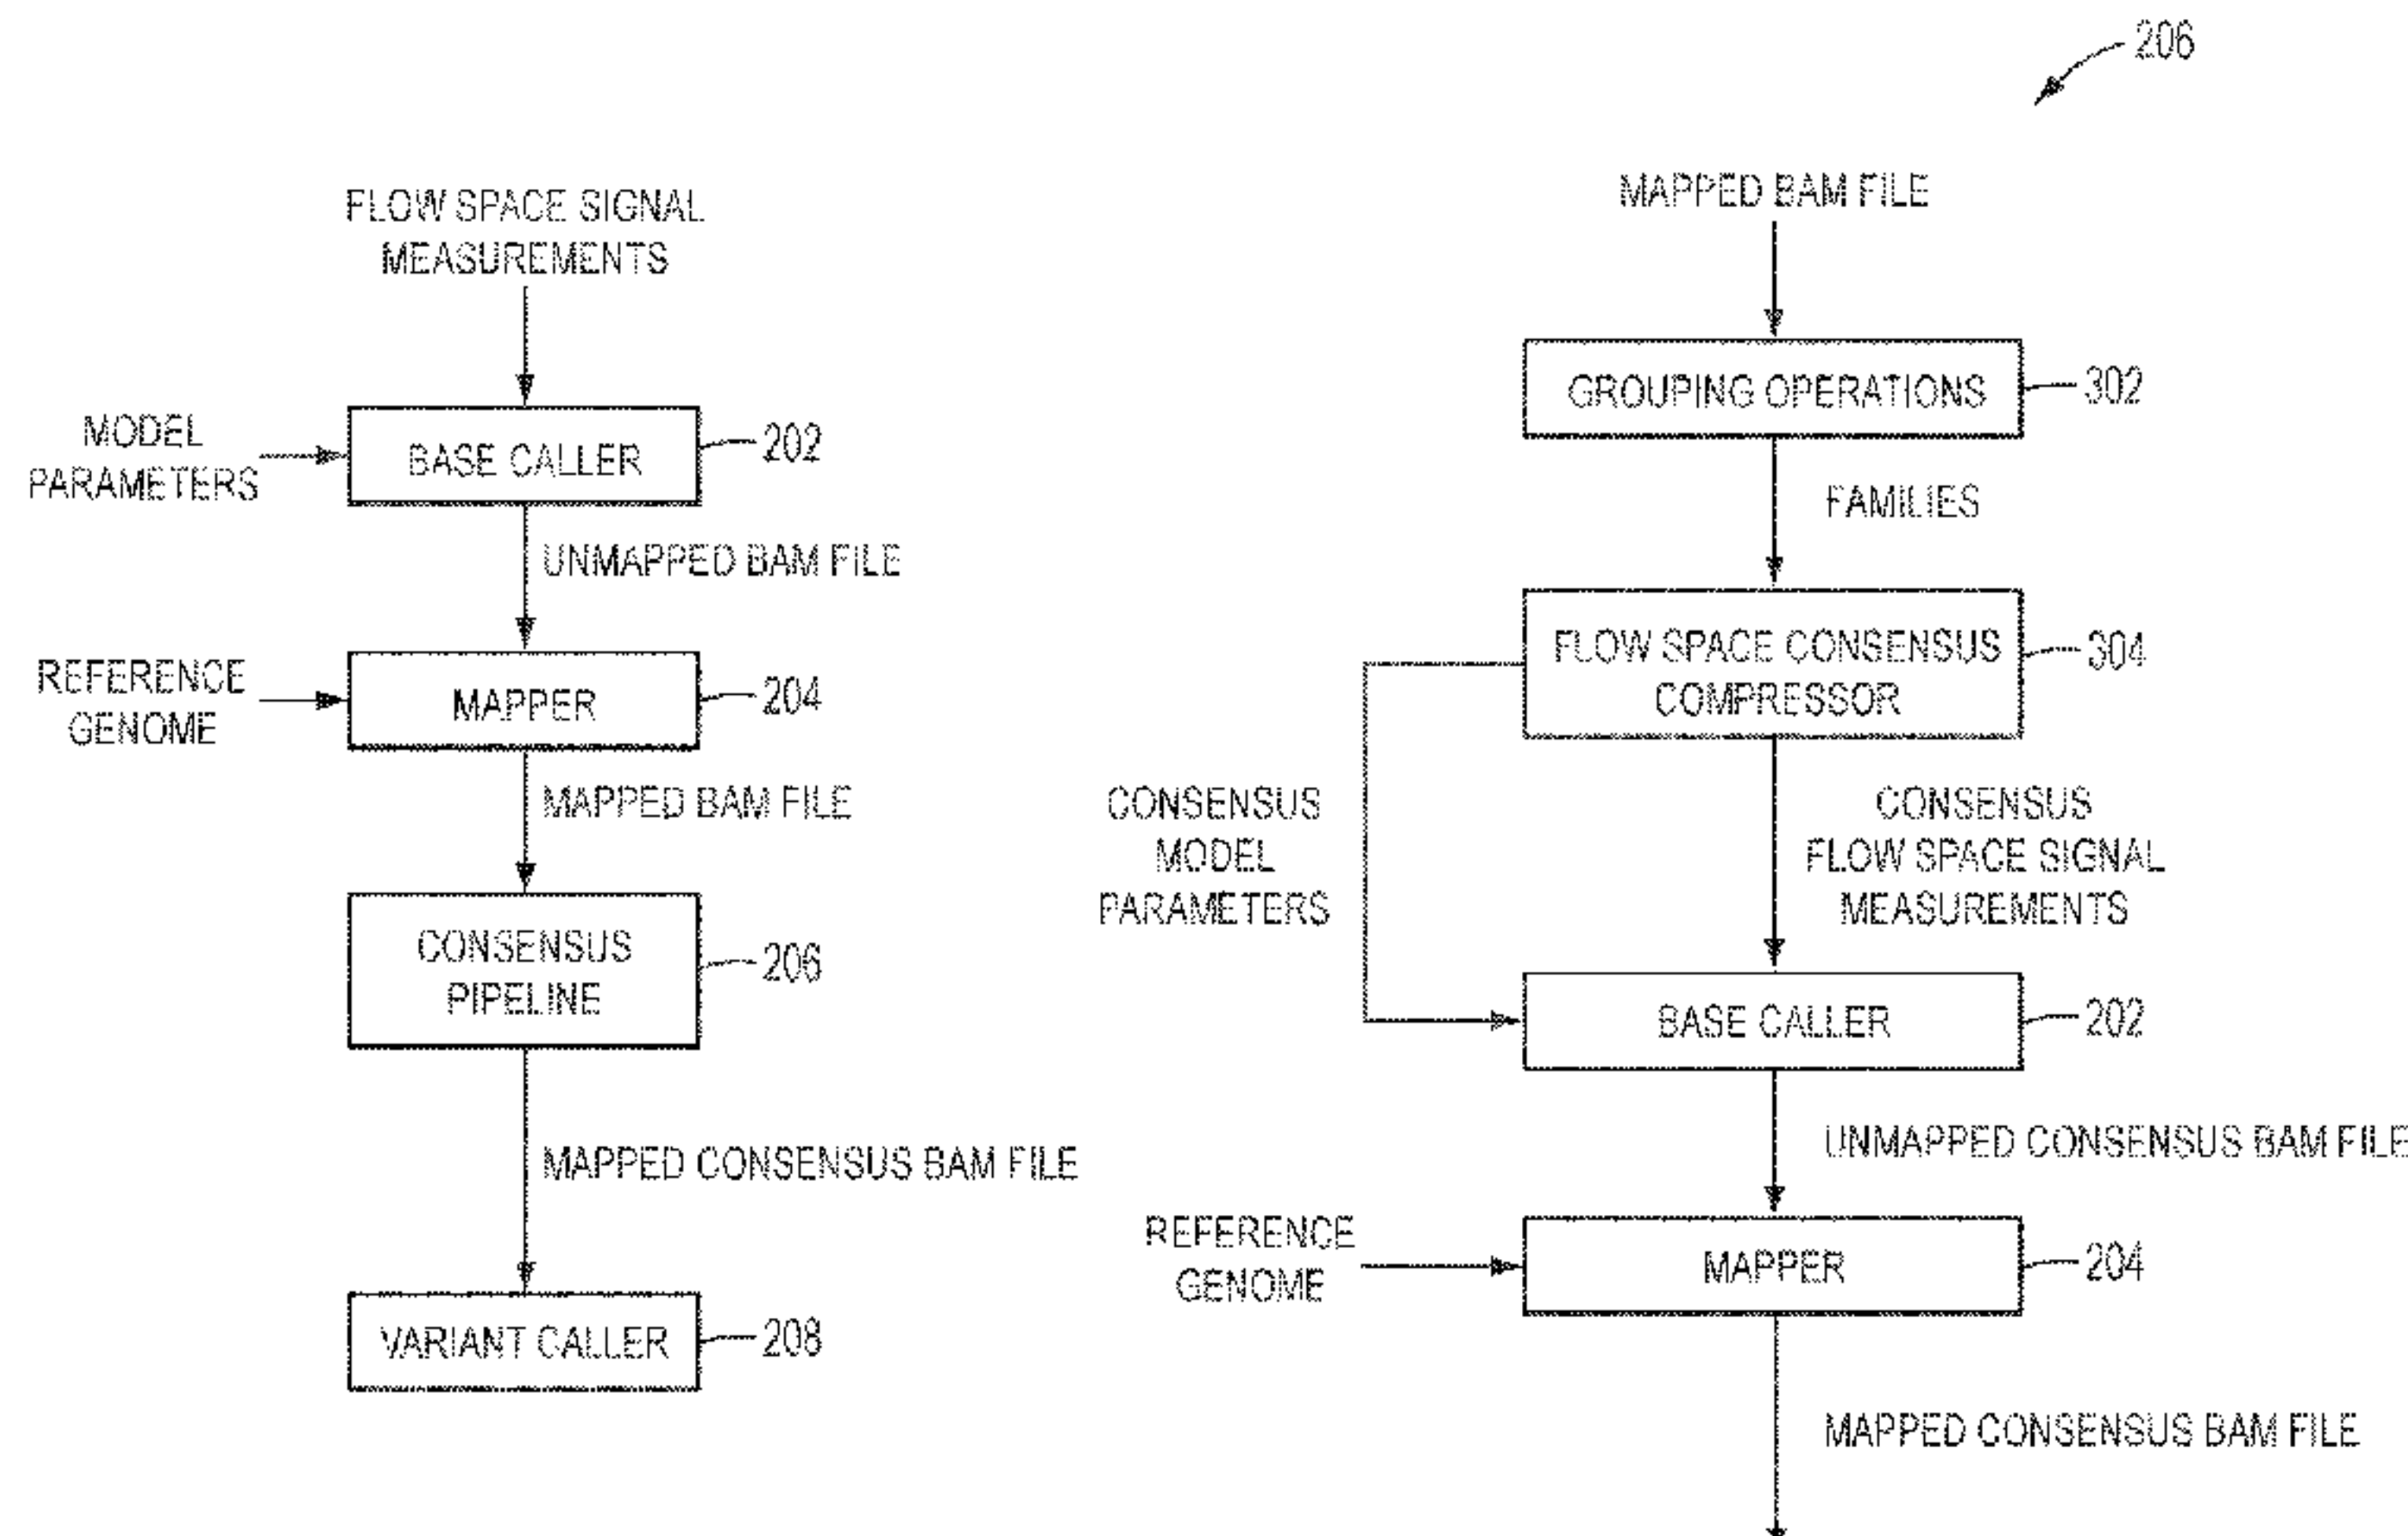 FLOW SPACE SIGNAL
MEASUREMENTS
MODEL
PARAMETERS
BASE CALLER
202
UNMAPPED BAM FILE
REFERENCE
GENOME
MAPPER
204
MAPPED BAM FILE
CONSENSUS
PIPELINE
206
MAPPED CONSENSUS BAM FILE
VARIANT CALLER
208
206
MAPPED BAM FILE
GROUPING OPERATIONS
302
FAMILIES
FLOW SPACE CONSENSUS
COMPRESSOR
304
CONSENSUS
MODEL
PARAMETERS
CONSENSUS
FLOW SPACE SIGNAL
MEASUREMENTS
BASE CALLER
202
UNMAPPED CONSENSUS BAM FILE
REFERENCE
GENOME
MAPPER
204
MAPPED CONSENSUS BAM FILE